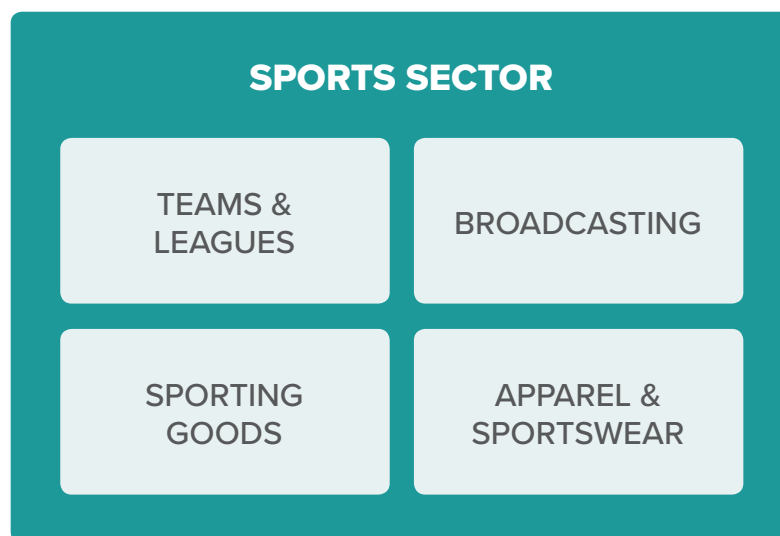 SPORTS SECTOR
TEAMS &
LEAGUES
BROADCASTING
SPORTING
GOODS
APPAREL &
SPORTSWEAR